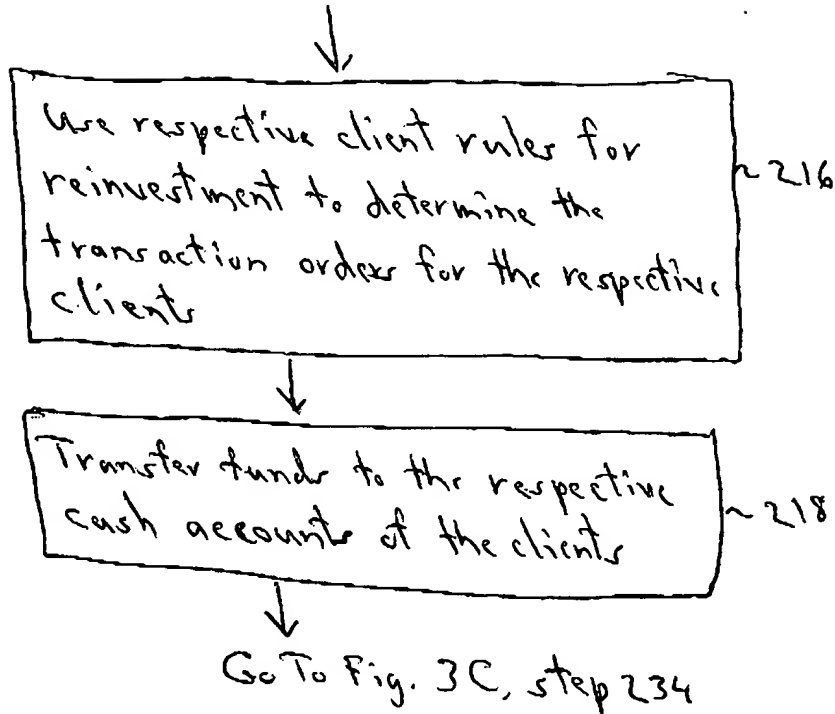 Use respective client rules for
reinvestment to determine the
transaction orders for the respective
clients
~216
Transfer funds to the respective
cash accounts of the clients
~218
Go To Fig. 3C, step 234